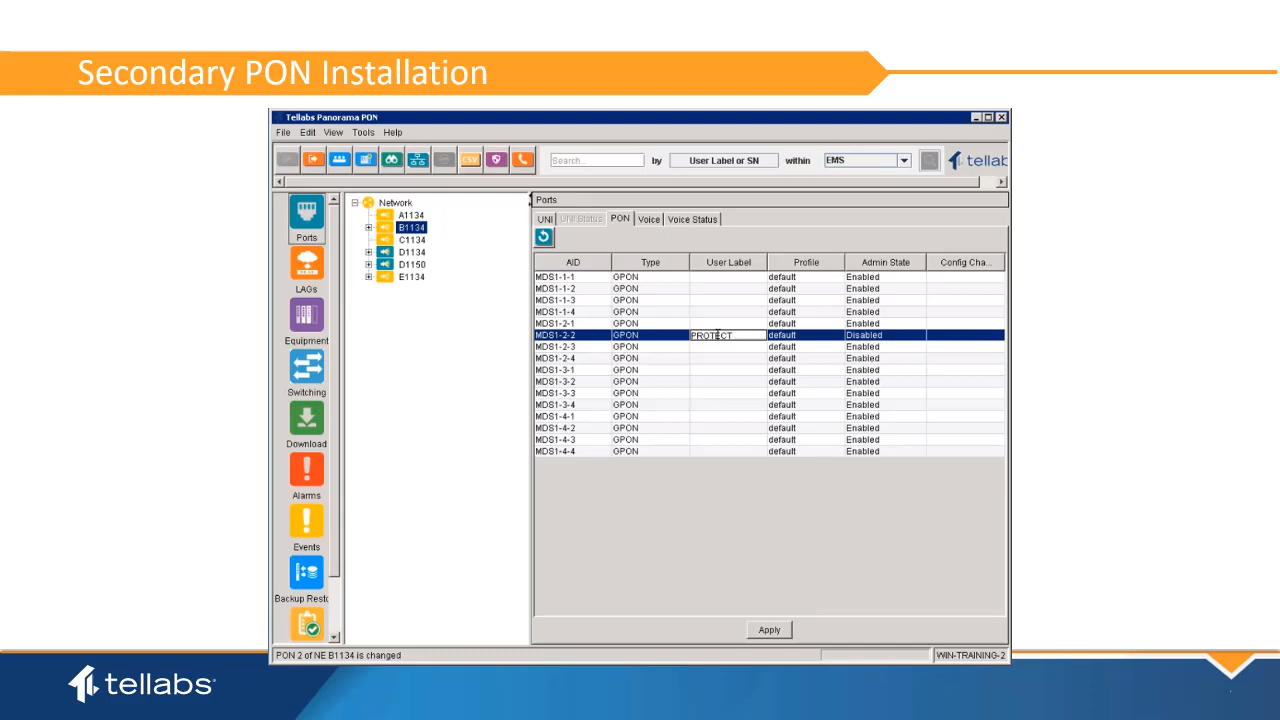 Secondary PON Installation
Tellabs Panorama PON
File Edit View Tools Help
CSV Search... by User Label or SN within EMS tellab
Ports
LAGs
Equipment
Switching
Download
Alarms
Events
Backup Resto
Network
A1134
B1134
C1134
D1134
D1150
E1134
Ports
UNI UNI Status PON Voice Voice Status
AID Type User Label Profile Admin State Config Cha...
MDS1-1-1 GPON default Enabled
MDS1-1-2 GPON default Enabled
MDS1-1-3 GPON default Enabled
MDS1-1-4 GPON default Enabled
MDS1-2-1 GPON default Enabled
MDS1-2-2 GPON PROTECT default Disabled
MDS1-2-3 GPON default Enabled
MDS1-2-4 GPON default Enabled
MDS1-3-1 GPON default Enabled
MDS1-3-2 GPON default Enabled
MDS1-3-3 GPON default Enabled
MDS1-3-4 GPON default Enabled
MDS1-4-1 GPON default Enabled
MDS1-4-2 GPON default Enabled
MDS1-4-3 GPON default Enabled
MDS1-4-4 GPON default Enabled
Apply
PON 2 of NE B1134 is changed WIN-TRAINING-2
tellabs